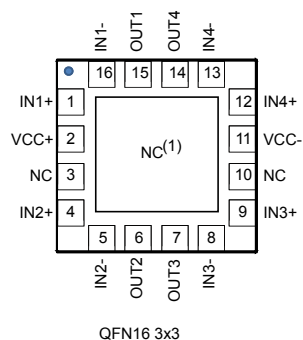 IN1-
OUT1
OUT4
IN4-
16
15
14
13
IN1+ 1
12 IN4+
VCC+ 2
11 VCC-
NC(1)
NC 3
10 NC
IN2+ 4
9 IN3+
5
6
7
8
IN2-
OUT2
OUT3
IN3-
QFN16 3x3